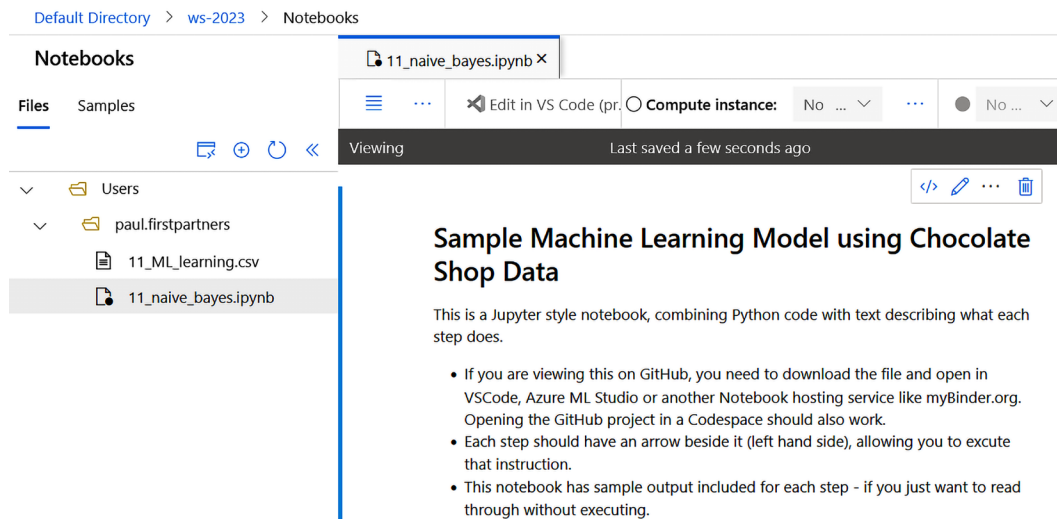 Default Directory > ws-2023 > Notebooks
Notebooks
Files Samples
Users
paul.firstpartners
11_ML_learning.csv
11_naive_bayes.ipynb
11_naive_bayes.ipynb ×
··· Edit in VS Code (pr. Compute instance: No ... ··· No ...
Viewing Last saved a few seconds ago
</> ···
Sample Machine Learning Model using Chocolate
Shop Data
This is a Jupyter style notebook, combining Python code with text describing what each
step does.
• If you are viewing this on GitHub, you need to download the file and open in
VSCode, Azure ML Studio or another Notebook hosting service like myBinder.org.
Opening the GitHub project in a Codespace should also work.
• Each step should have an arrow beside it (left hand side), allowing you to excute
that instruction.
• This notebook has sample output included for each step - if you just want to read
through without executing.